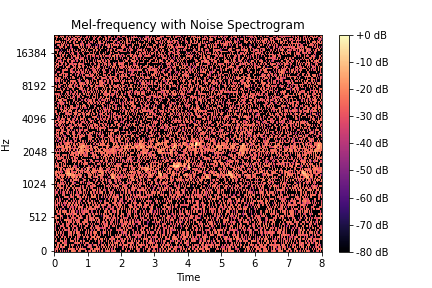 Mel-frequency with Noise Spectrogram
Hz
16384
8192
4096
2048
1024
512
0
0 1 2 3 4 5 6 7 8
Time
+0 dB
-10 dB
-20 dB
-30 dB
-40 dB
-50 dB
-60 dB
-70 dB
-80 dB